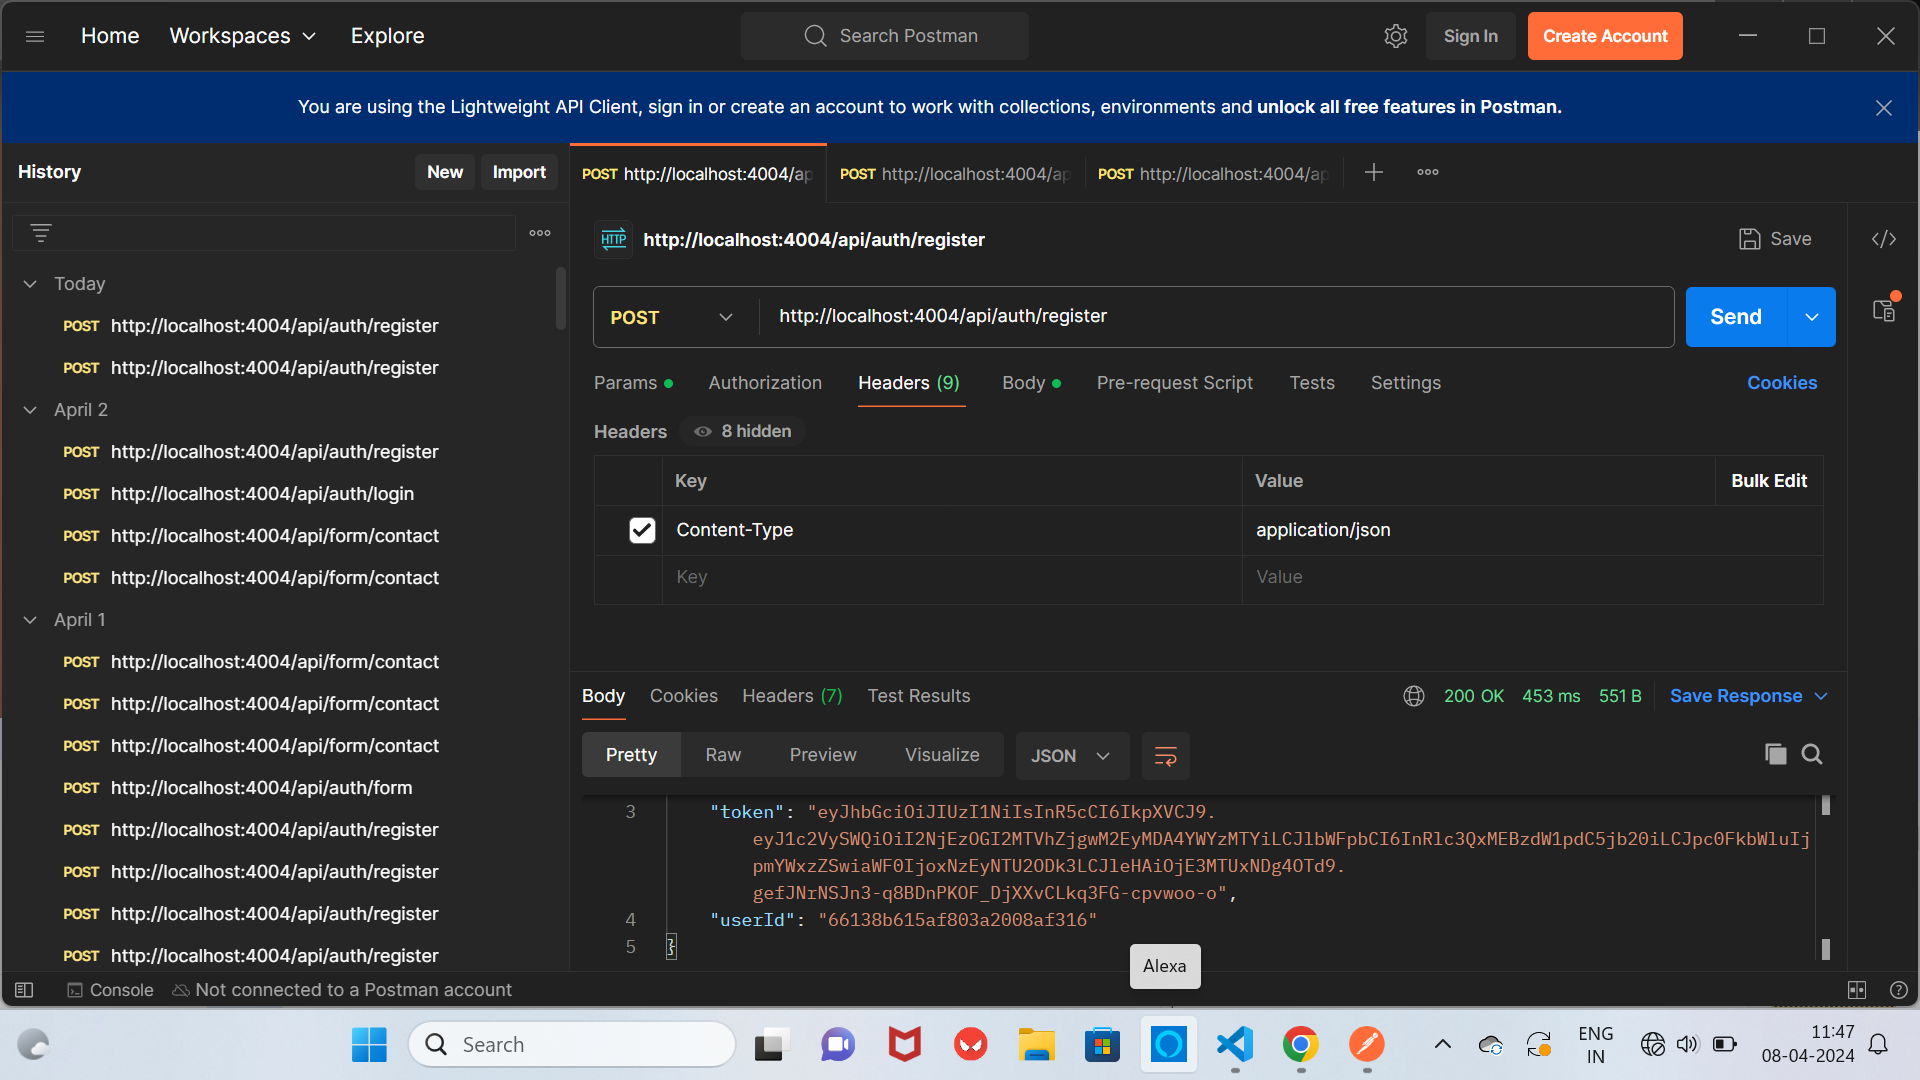 Home
Workspaces
Explore
Search Postman
Sign In
Create Account
You are using the Lightweight API Client, sign in or create an account to work with collections, environments and unlock all free features in Postman.
History
New
Import
POST http://localhost:4004/ap
POST http://localhost:4004/ap
POST http://localhost:4004/ap
HTTP http://localhost:4004/api/auth/register
Save
Today
POST http://localhost:4004/api/auth/register
POST http://localhost:4004/api/auth/register
April 2
POST http://localhost:4004/api/auth/register
POST http://localhost:4004/api/auth/login
POST http://localhost:4004/api/form/contact
POST http://localhost:4004/api/form/contact
April 1
POST http://localhost:4004/api/form/contact
POST http://localhost:4004/api/form/contact
POST http://localhost:4004/api/form/contact
POST http://localhost:4004/api/auth/form
POST http://localhost:4004/api/auth/register
POST http://localhost:4004/api/auth/register
POST http://localhost:4004/api/auth/register
POST http://localhost:4004/api/auth/register
POST
http://localhost:4004/api/auth/register
Send
Params
Authorization
Headers (9)
Body
Pre-request Script
Tests
Settings
Cookies
Headers
8 hidden
Key
Value
Bulk Edit
Content-Type
application/json
Key
Value
Body
Cookies
Headers (7)
Test Results
200 OK
453 ms
551 B
Save Response
Pretty
Raw
Preview
Visualize
JSON
3 "token": "eyJhbGciOiJIUzI1NiIsInR5cCI6IkpXVCJ9.
eyJ1c2VySWQiOiI2NjEzOGI2MTVhZjgwM2EyMDA4YWYzMTYiLCJlbWFpbCI6InRlc3QxMEBzdW1pdC5jb20iLCJpc0FkbWluIj
pmYWxzZSwiaWF0IjoxNzEyNTU2ODk3LCJleHAiOjE3MTUxNDg4OTd9.
gefJNrNSJn3-q8BDnPKOF_DjXXvCLkq3FG-cpvwoo-o",
4 "userId": "66138b615af803a2008af316"
5 }
Alexa
Console
Not connected to a Postman account
Search
ENG
IN
11:47
08-04-2024